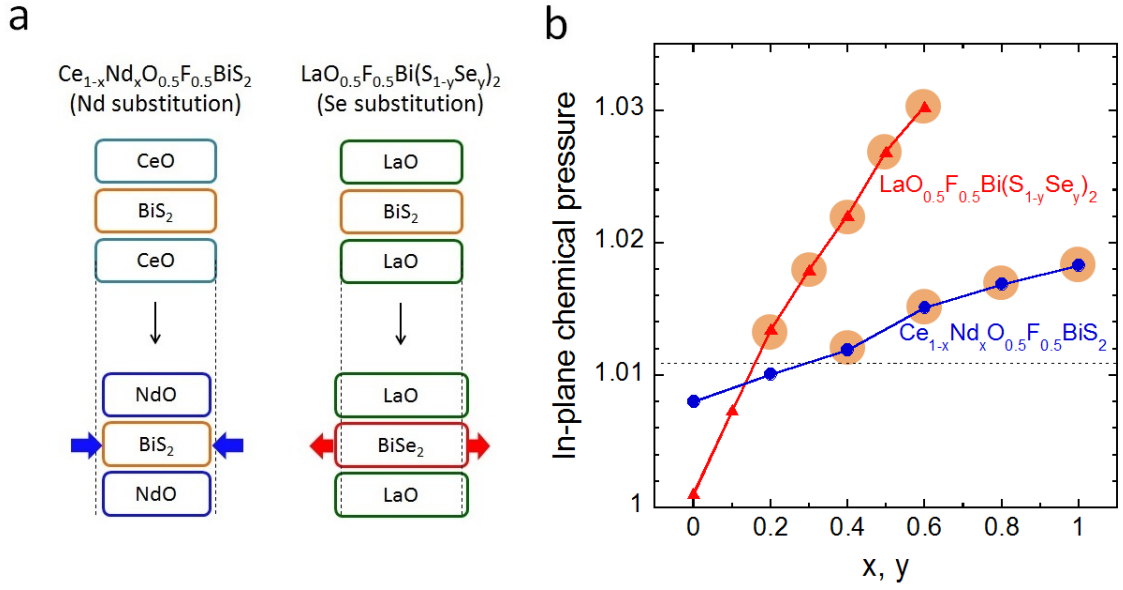 a
Ce1-xNdxO0.5F0.5BiS2
(Nd substitution)
CeO
BiS2
CeO
NdO
BiS2
NdO
LaO0.5F0.5Bi(S1-ySey)2
(Se substitution)
LaO
BiS2
LaO
LaO
BiSe2
LaO
b
In-plane chemical pressure
1.03
1.02
1.01
1
LaO0.5F0.5Bi(S1-ySey)2
Ce1-xNdxO0.5F0.5BiS2
0 0.2 0.4 0.6 0.8 1
x, y